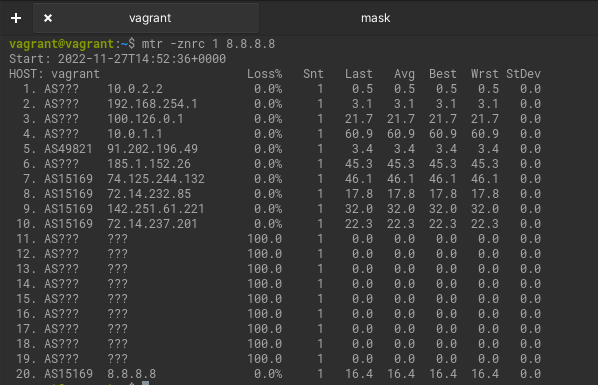 + × vagrant mask
vagrant@vagrant:~$ mtr -znrc 1 8.8.8.8
Start: 2022-11-27T14:52:36+0000
HOST: vagrant Loss% Snt Last Avg Best Wrst StDev
1. AS??? 10.0.2.2 0.0% 1 0.5 0.5 0.5 0.5 0.0
2. AS??? 192.168.254.1 0.0% 1 3.1 3.1 3.1 3.1 0.0
3. AS??? 100.126.0.1 0.0% 1 21.7 21.7 21.7 21.7 0.0
4. AS??? 10.0.1.1 0.0% 1 60.9 60.9 60.9 60.9 0.0
5. AS49821 91.202.196.49 0.0% 1 3.4 3.4 3.4 3.4 0.0
6. AS??? 185.1.152.26 0.0% 1 45.3 45.3 45.3 45.3 0.0
7. AS15169 74.125.244.132 0.0% 1 46.1 46.1 46.1 46.1 0.0
8. AS15169 72.14.232.85 0.0% 1 17.8 17.8 17.8 17.8 0.0
9. AS15169 142.251.61.221 0.0% 1 32.0 32.0 32.0 32.0 0.0
10. AS15169 72.14.237.201 0.0% 1 22.3 22.3 22.3 22.3 0.0
11. AS??? ??? 100.0 1 0.0 0.0 0.0 0.0 0.0
12. AS??? ??? 100.0 1 0.0 0.0 0.0 0.0 0.0
13. AS??? ??? 100.0 1 0.0 0.0 0.0 0.0 0.0
14. AS??? ??? 100.0 1 0.0 0.0 0.0 0.0 0.0
15. AS??? ??? 100.0 1 0.0 0.0 0.0 0.0 0.0
16. AS??? ??? 100.0 1 0.0 0.0 0.0 0.0 0.0
17. AS??? ??? 100.0 1 0.0 0.0 0.0 0.0 0.0
18. AS??? ??? 100.0 1 0.0 0.0 0.0 0.0 0.0
19. AS??? ??? 100.0 1 0.0 0.0 0.0 0.0 0.0
20. AS15169 8.8.8.8 0.0% 1 16.4 16.4 16.4 16.4 0.0